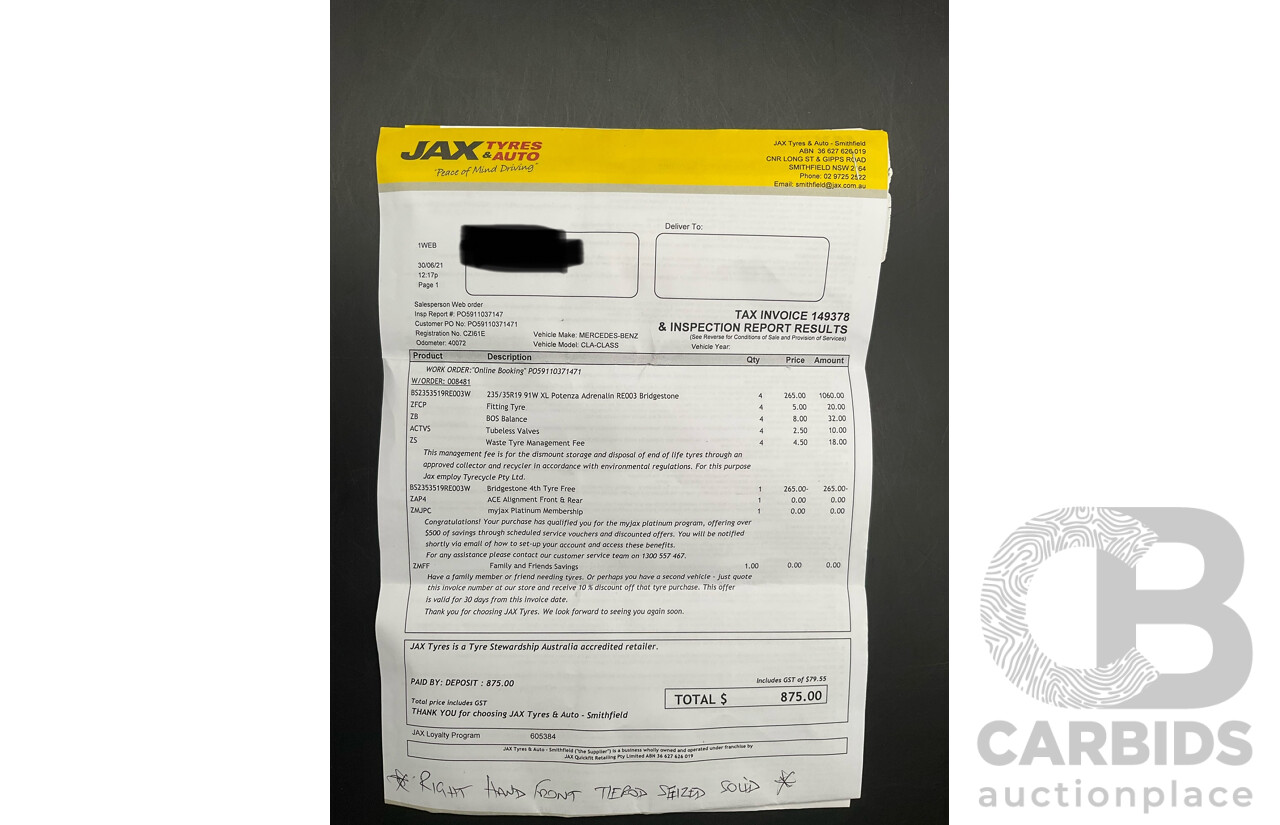 JAX TYRES & AUTO
"Peace of Mind Driving"
JAX Tyres & Auto - Smithfield
ABN 36 627 626 019
CNR LONG ST & GIPPS ROAD
SMITHFIELD NSW 2164
Phone: 02 9725 2522
Email: smithfield@jax.com.au
Deliver To:
1WEB
30/06/21
12:17p
Page 1
Salesperson Web order
Insp Report #: PO5911037147
Customer PO No: PO59110371471
Registration No. CZI61E
Odometer: 40072
Vehicle Make: MERCEDES-BENZ
Vehicle Model: CLA-CLASS
TAX INVOICE 149378
& INSPECTION REPORT RESULTS
(See Reverse for Conditions of Sale and Provision of Services)
Vehicle Year:
Product Description Qty Price Amount
WORK ORDER:"Online Booking" PO59110371471
W/ORDER: 008481
BS2353519RE003W 235/35R19 91W XL Potenza Adrenalin RE003 Bridgestone 4 265.00 1060.00
ZFCP Fitting Tyre 4 5.00 20.00
ZB BOS Balance 4 8.00 32.00
ACTVS Tubeless Valves 4 2.50 10.00
ZS Waste Tyre Management Fee 4 4.50 18.00
This management fee is for the dismount storage and disposal of end of life tyres through an
approved collector and recycler in accordance with environmental regulations. For this purpose
Jax employ Tyrecycle Pty Ltd.
BS2353519RE003W Bridgestone 4th Tyre Free 1 265.00- 265.00-
ZAP4 ACE Alignment Front & Rear 1 0.00 0.00
ZMJPC myjax Platinum Membership 1 0.00 0.00
Congratulations! Your purchase has qualified you for the myjax platinum program, offering over
$500 of savings through scheduled service vouchers and discounted offers. You will be notified
shortly via email of how to set-up your account and access these benefits.
For any assistance please contact our customer service team on 1300 557 467.
ZMFF Family and Friends Savings 1.00 0.00 0.00
Have a family member or friend needing tyres. Or perhaps you have a second vehicle - just quote
this invoice number at our store and receive 10 % discount off that tyre purchase. This offer
is valid for 30 days from this invoice date.
Thank you for choosing JAX Tyres. We look forward to seeing you again soon.
JAX Tyres is a Tyre Stewardship Australia accredited retailer.
PAID BY: DEPOSIT : 875.00
Includes GST of $79.55
Total price includes GST
TOTAL $ 875.00
THANK YOU for choosing JAX Tyres & Auto - Smithfield
JAX Loyalty Program 605384
JAX Tyres & Auto - Smithfield ("the Supplier") is a business wholly owned and operated under franchise by
JAX Quickfit Retailing Pty Limited ABN 36 627 626 019
* RIGHT HAND FRONT TIEROD SEIZED SOLID *
CB
CARBIDS
auctionplace